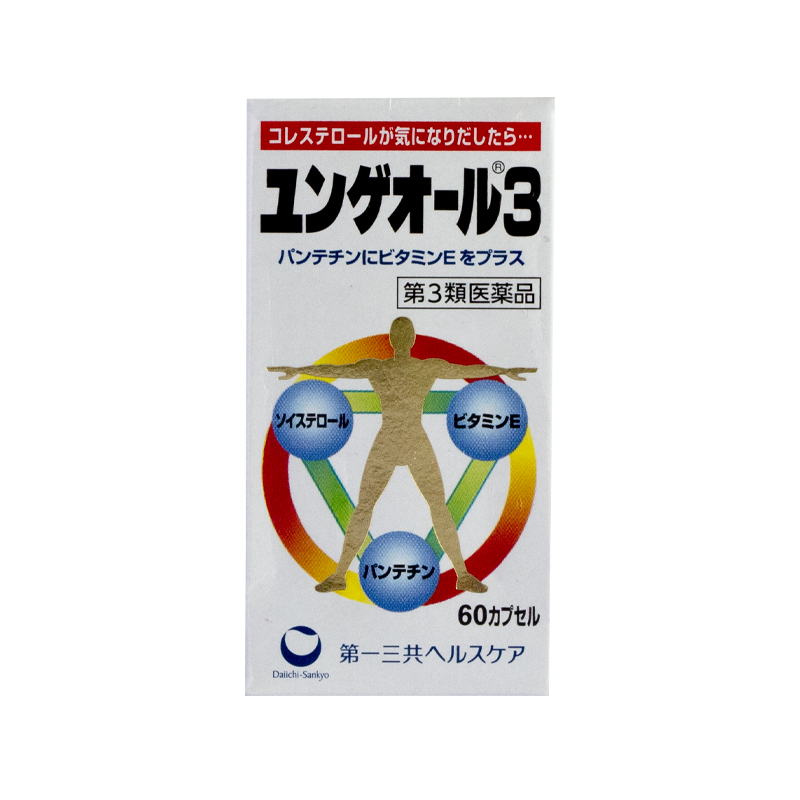 コレステロールが気になりだしたら…
ユンゲオール®3
パンテチンにビタミンEをプラス
第3類医薬品
ソイステロール
ビタミンE
パンテチン
60カプセル
Daiichi-Sankyo
第一三共ヘルスケア